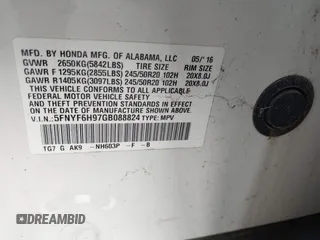 MFD. BY HONDA MFG. OF ALABAMA, LLC 05/'16
GVWR 2650KG(5842LBS) TIRE SIZE RIM SIZE
GAWR F 1295KG(2855LBS) 245/50R20 102H 20X8.0J
GAWR R 1405KG(3097LBS) 245/50R20 102H 20X8.0J
THIS VEHICLE CONFORMS TO ALL APPLICABLE
FEDERAL MOTOR VEHICLE SAFETY AND
THEFT PREVENTION STANDARDS IN EFFECT ON
THE DATE OF MANUFACTURE SHOWN ABOVE.
V.I.N.: 5FNYF6H97GB088824 TYPE: MPV
1G7 G AK9 -NH603P -F -B
© DEALERSHIP.CC